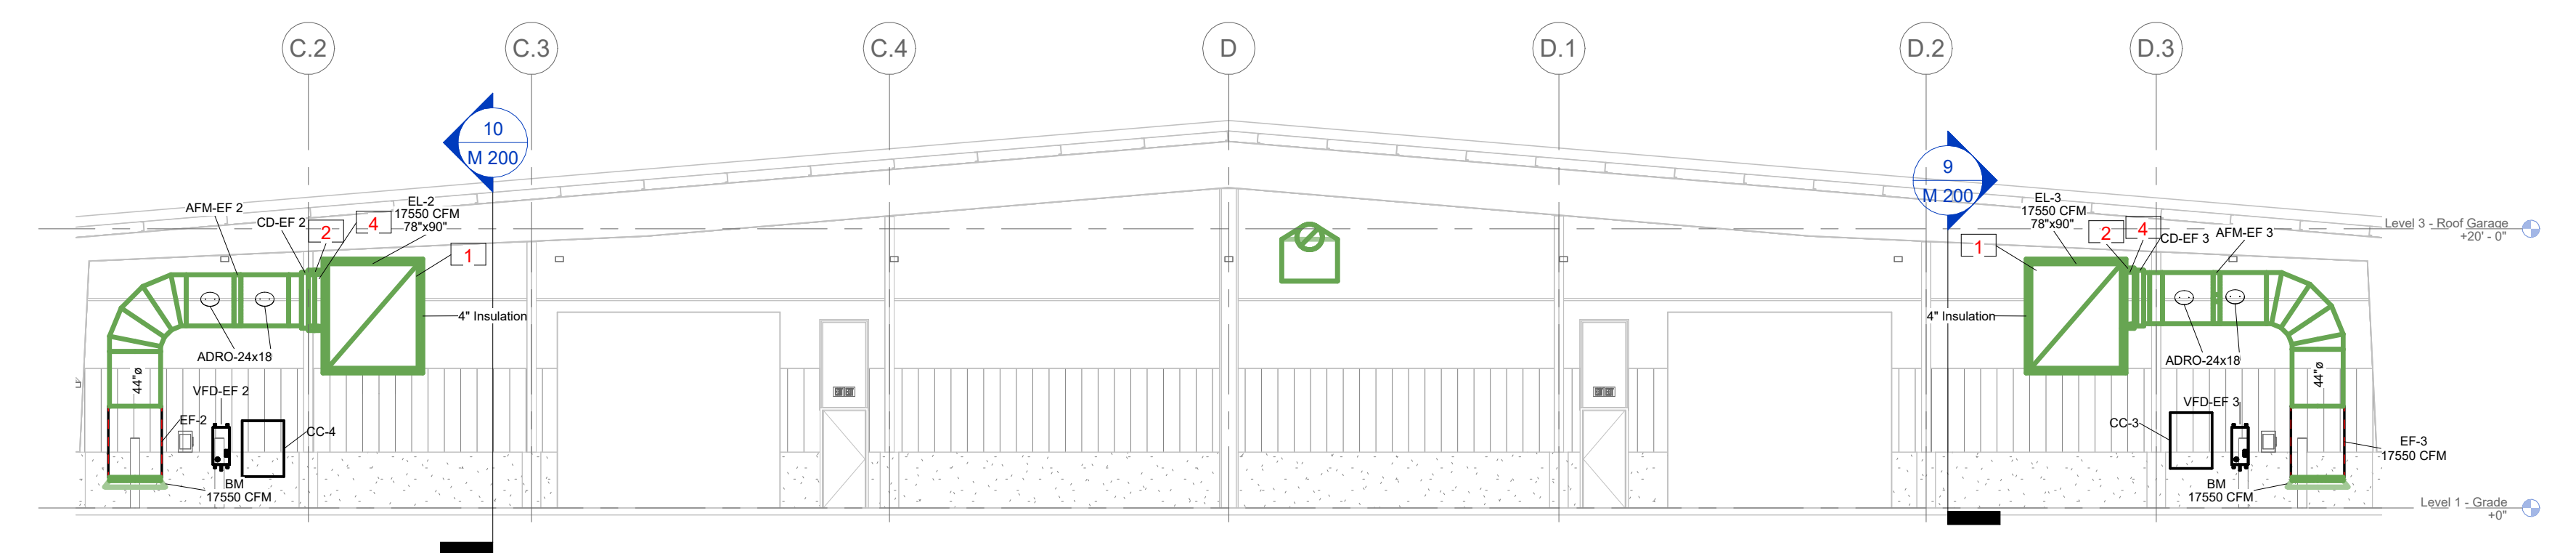 C.2
C.3
C.4
D
D.1
D.2
D.3
10
M 200
9
M 200
AFM-EF 2
CD-EF 2
2
4
EL-2
17550 CFM
78"x90"
1
4" Insulation
ADRO-24x18
44"ø
VFD-EF 2
EF-2
CC-4
BM
17550 CFM
EL-3
17550 CFM
78"x90"
1
2
4
CD-EF 3
AFM-EF 3
4" Insulation
ADRO-24x18
44"ø
VFD-EF 3
CC-3
EF-3
17550 CFM
BM
17550 CFM
Level 3 - Roof Garage
+20' - 0"
Level 1 - Grade
+0"